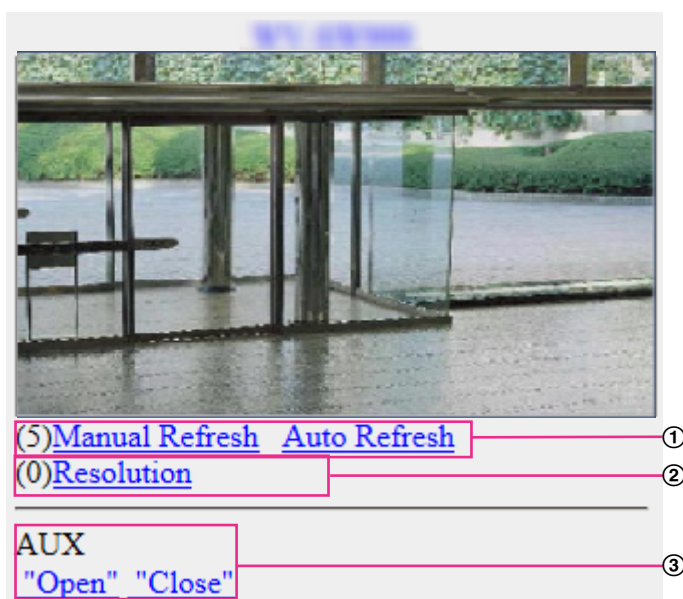 (5)Manual Refresh Auto Refresh ①
(0)Resolution ②
AUX
"Open" "Close" ③